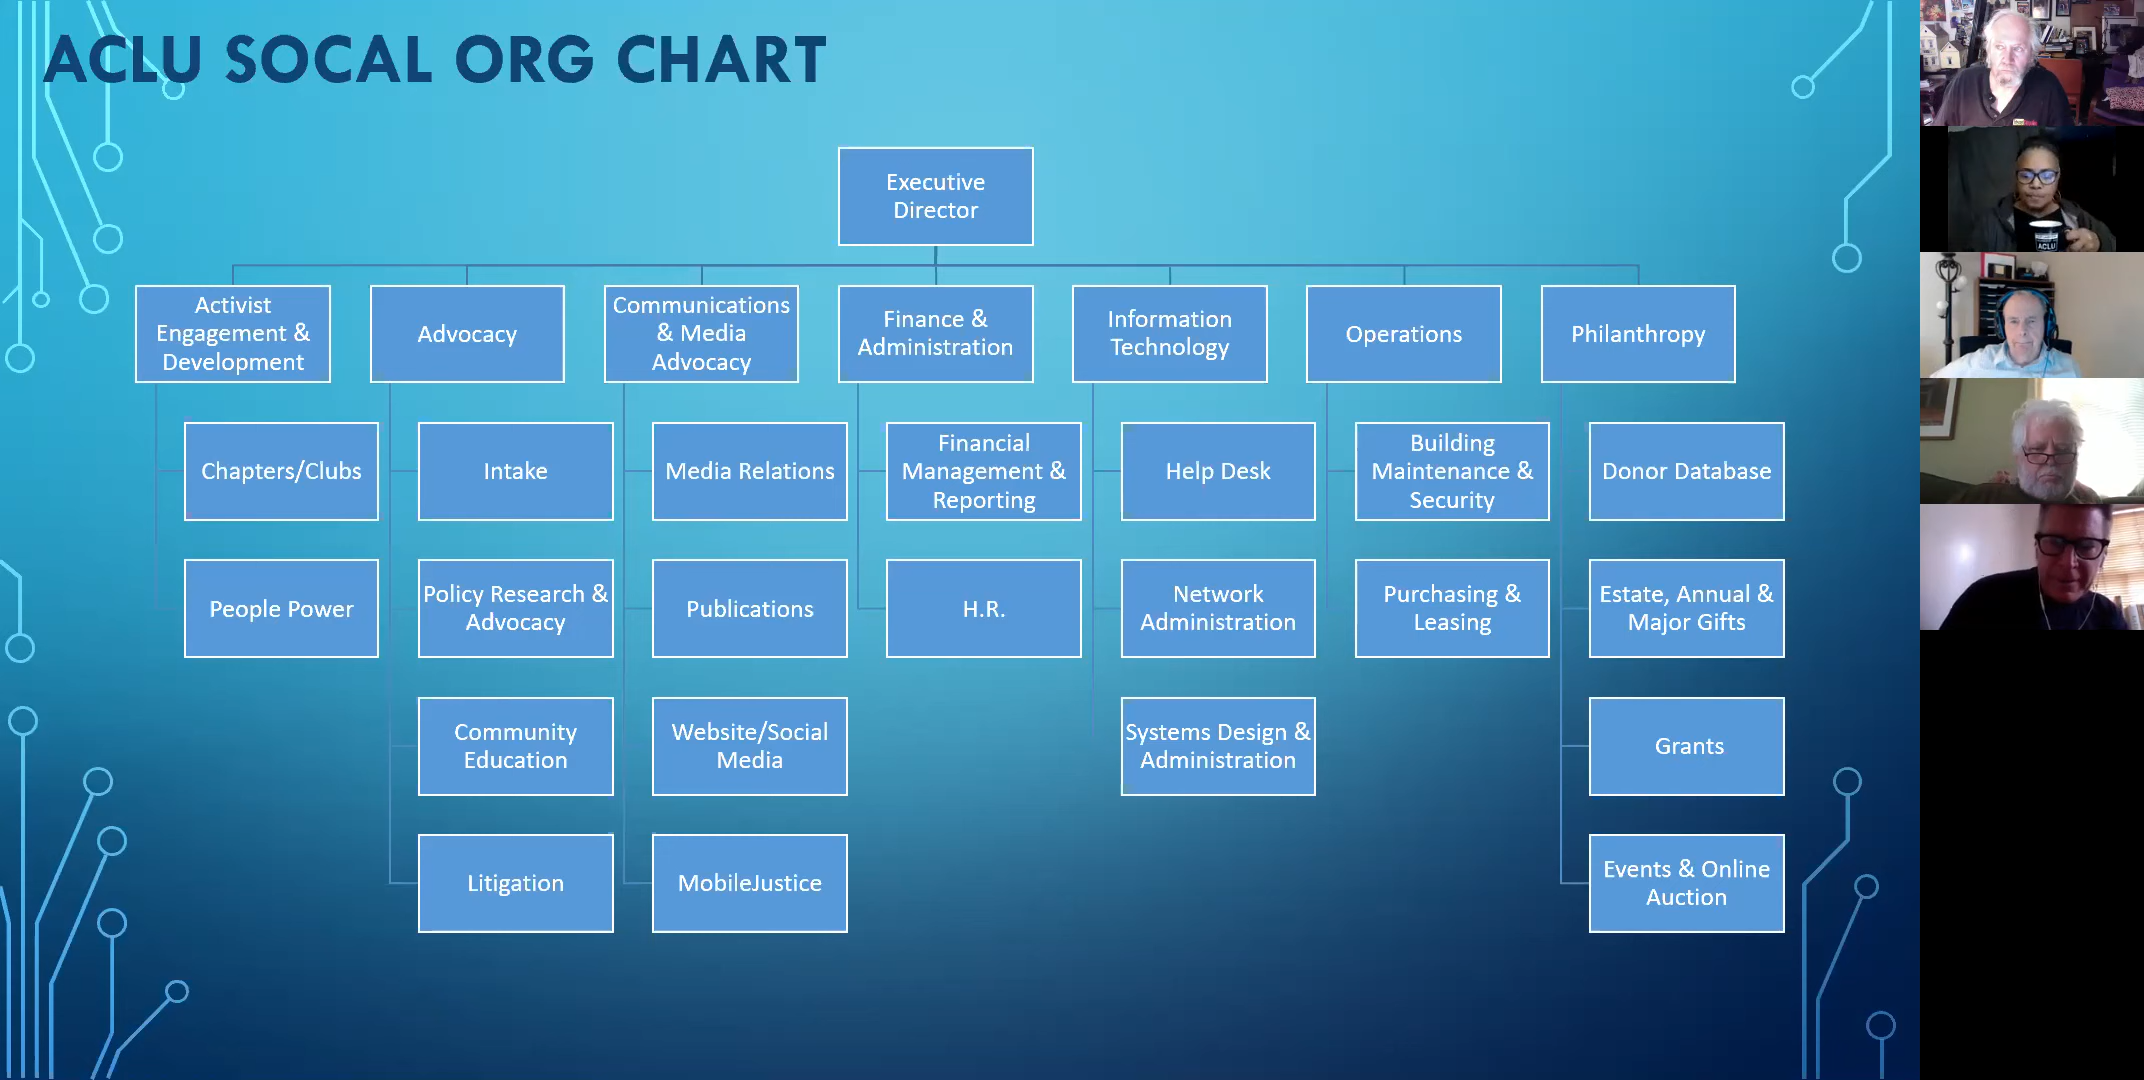 ACLU SOCAL ORG CHART
Executive
Director
Activist
Engagement &
Development
Advocacy
Communications
& Media
Advocacy
Finance &
Administration
Information
Technology
Operations
Philanthropy
Chapters/Clubs
Intake
Media Relations
Financial
Management &
Reporting
Help Desk
Building
Maintenance &
Security
Donor Database
People Power
Policy Research &
Advocacy
Publications
H.R.
Network
Administration
Purchasing &
Leasing
Estate, Annual &
Major Gifts
Community
Education
Website/Social
Media
Systems Design &
Administration
Grants
Litigation
MobileJustice
Events & Online
Auction
ACLU